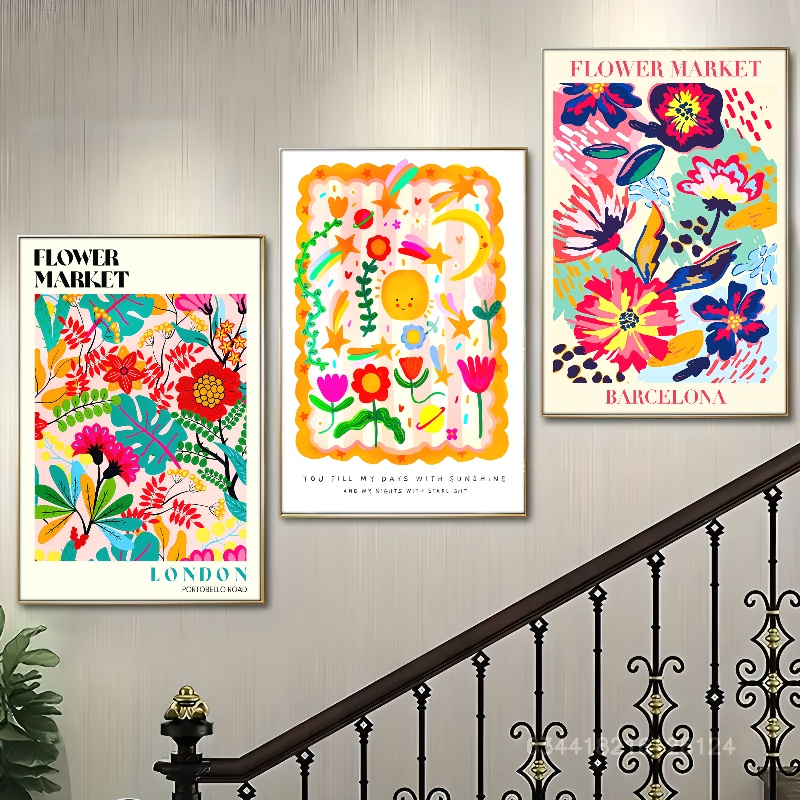 FLOWER
MARKET
LONDON
PORTOBELLO ROAD
YOU FILL MY DAYS WITH SUNSHINE
AND MY NIGHTS WITH STARLIGHT
FLOWER MARKET
BARCELONA